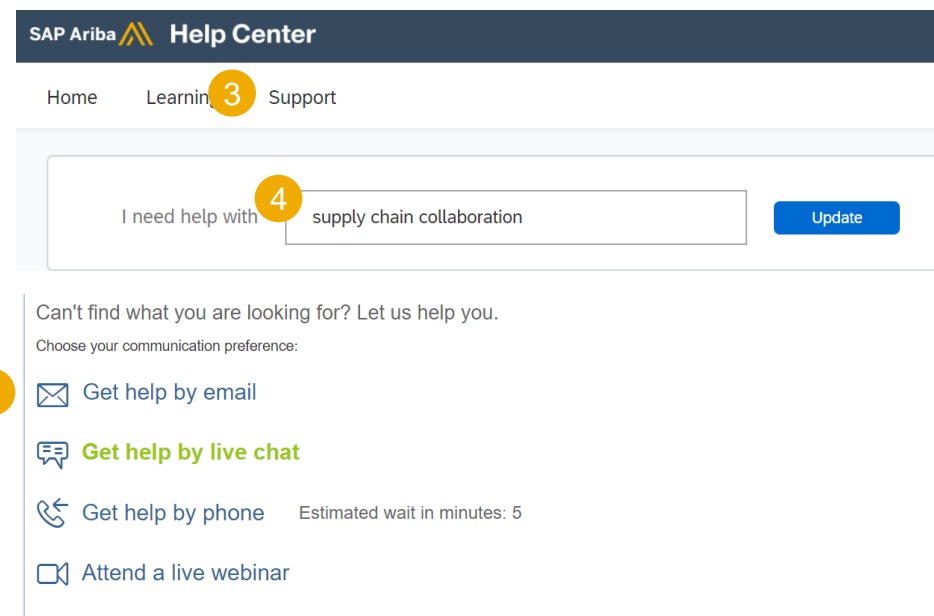 SAP Ariba Help Center
Home Learnin 3 Support
4
I need help with supply chain collaboration Update
Can't find what you are looking for? Let us help you.
Choose your communication preference:
Get help by email
Get help by live chat
Get help by phone Estimated wait in minutes: 5
Attend a live webinar